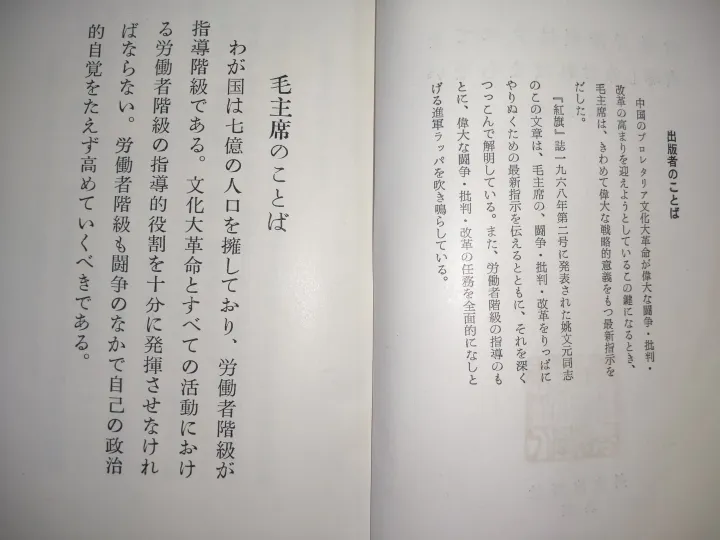 出版者のことば
中国のプロレタリア文化大革命が偉大な闘争・批判・
改革の高まりを迎えようとしているこの鍵になるとき、
毛主席は、きわめて偉大な戦略的意義をもつ最新指示を
だした。
『紅旗』誌一九六八年第二号に発表された姚文元同志
のこの文章は、毛主席の、闘争・批判・改革をりっぱに
やりぬくための最新指示を伝えるとともに、それを深く
つっこんで解明している。また、労働者階級の指導のも
とに、偉大な闘争・批判・改革の任務を全面的になしと
げる進軍ラッパを吹き鳴らしている。
毛主席のことば
わが国は七億の人口を擁しており、労働者階級が
指導階級である。文化大革命とすべての活動におけ
る労働者階級の指導的役割を十分に発揮させなけれ
ばならない。労働者階級も闘争のなかで自己の政治
的自覚をたえず高めていくべきである。